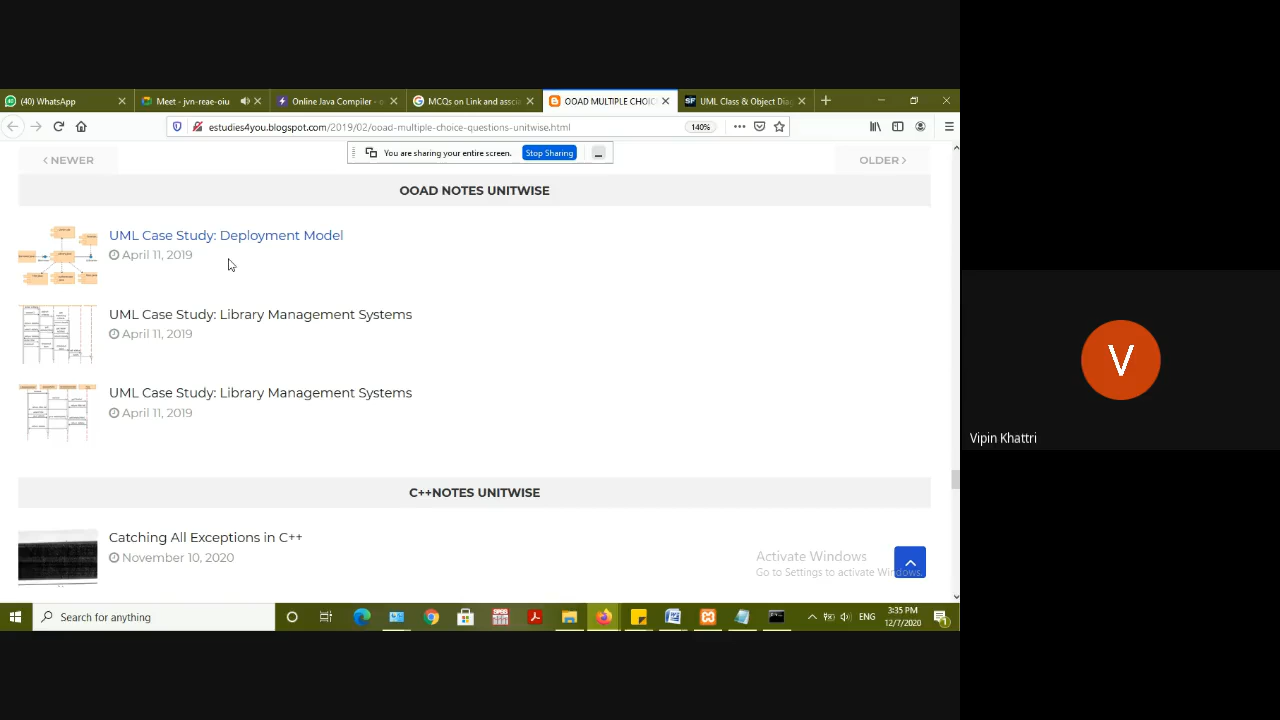 (40) WhatsApp
Meet - jvn-reae-oiu
Online Java Compiler - o
MCQs on Link and associ
OOAD MULTIPLE CHOIC
UML Class & Object Dia
estudies4you.blogspot.com/2019/02/ooad-multiple-choice-questions-unitwise.html
140%
You are sharing your entire screen.
Stop Sharing
< NEWER
OLDER >
OOAD NOTES UNITWISE
UML Case Study: Deployment Model
April 11, 2019
UML Case Study: Library Management Systems
April 11, 2019
UML Case Study: Library Management Systems
April 11, 2019
C++NOTES UNITWISE
Catching All Exceptions in C++
November 10, 2020
Activate Windows
Go to Settings to activate Windows.
V
Vipin Khattri
Search for anything
ENG
3:35 PM
12/7/2020
1